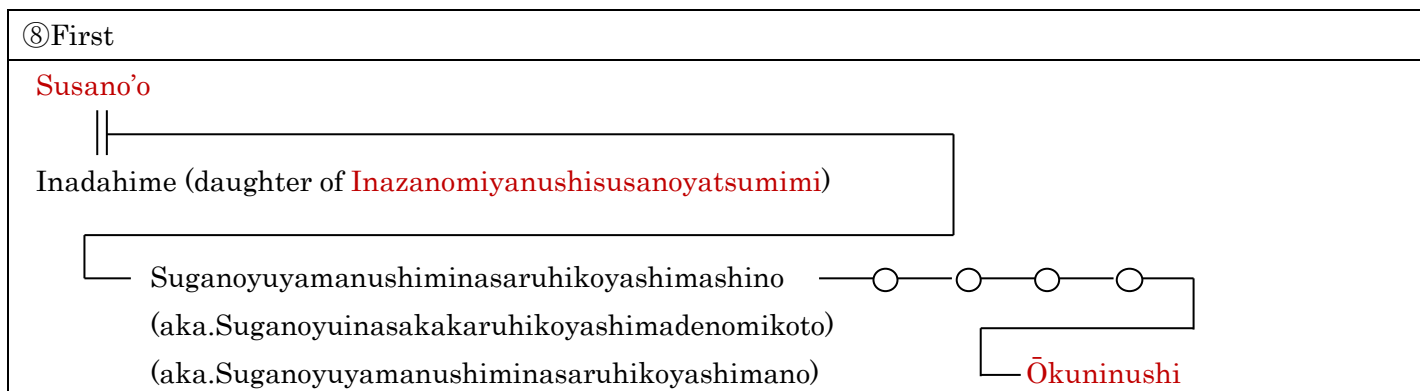 ⑧First
Susano’o
Inadahime (daughter of Inazanomiyanushisusanoyatsumimi)
Suganoyuyamanushiminasaruhikoyashimashino
(aka.Suganoyuinasakakaruhikoyashimadenomikoto)
(aka.Suganoyuyamanushiminasaruhikoyashimano)
Ōkuninushi